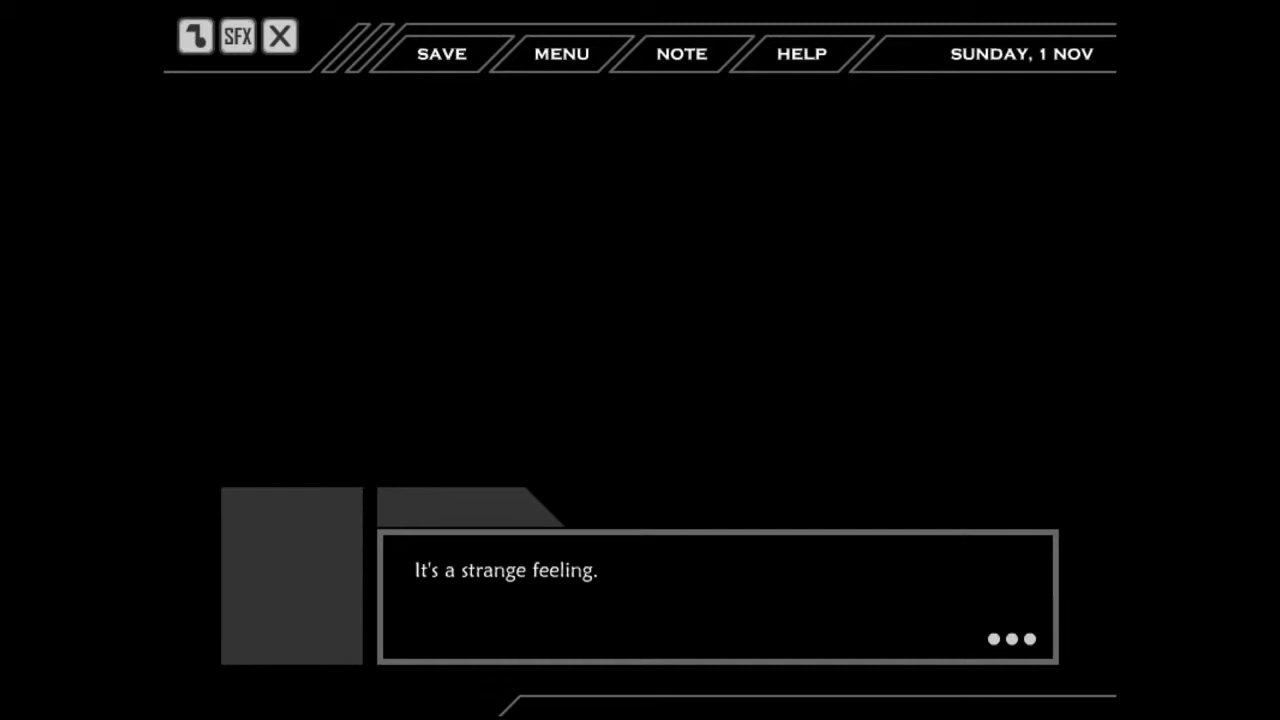 SFX X
SAVE MENU NOTE HELP SUNDAY, 1 NOV
It's a strange feeling.